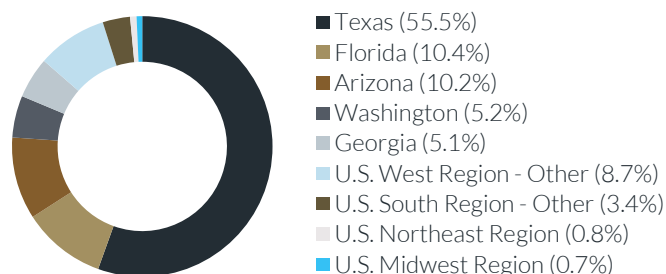 Texas (55.5%)
Florida (10.4%)
Arizona (10.2%)
Washington (5.2%)
Georgia (5.1%)
U.S. West Region - Other (8.7%)
U.S. South Region - Other (3.4%)
U.S. Northeast Region (0.8%)
U.S. Midwest Region (0.7%)